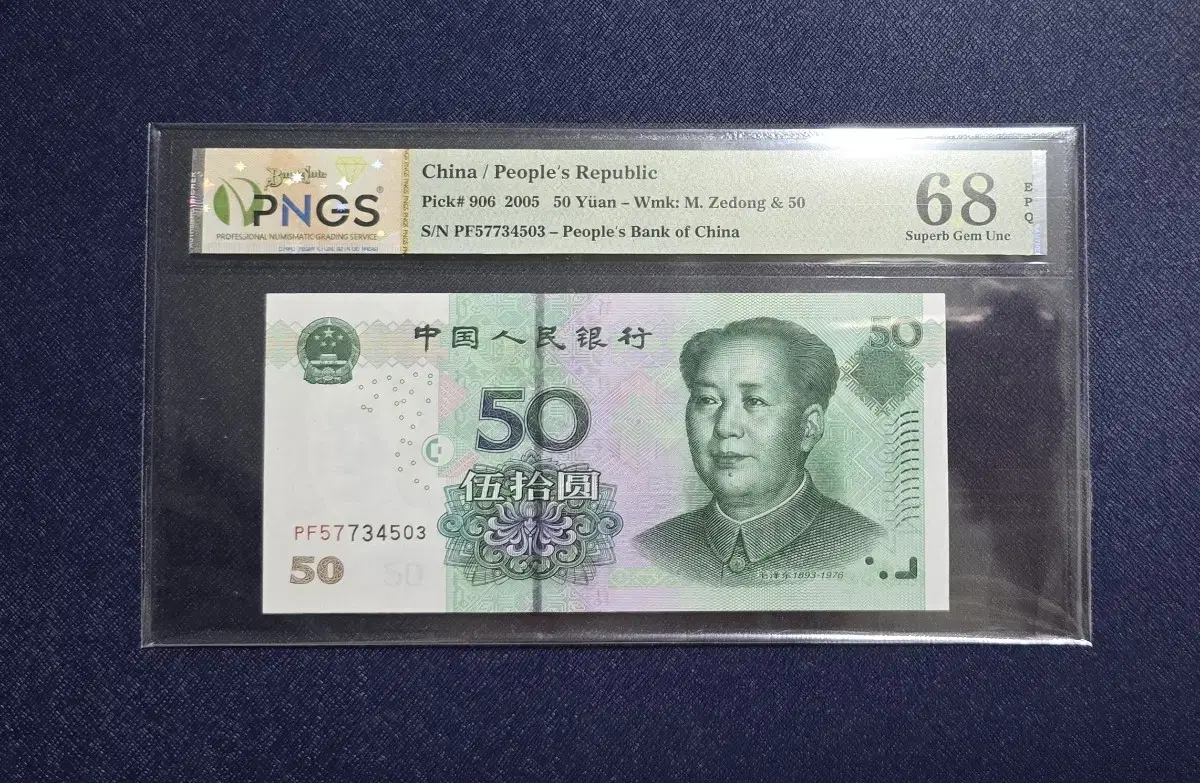 Bank Note
PNGS®
PROFESSIONAL NUMISMATIC GRADING SERVICE
China / People's Republic
Pick# 906 2005 50 Yüan – Wmk: M. Zedong & 50
S/N PF57734503 – People's Bank of China
68
Superb Gem Unc
EPQ
中国人民银行
50
50
伍拾圆
PF57734503
50
50
毛泽东1893-1976